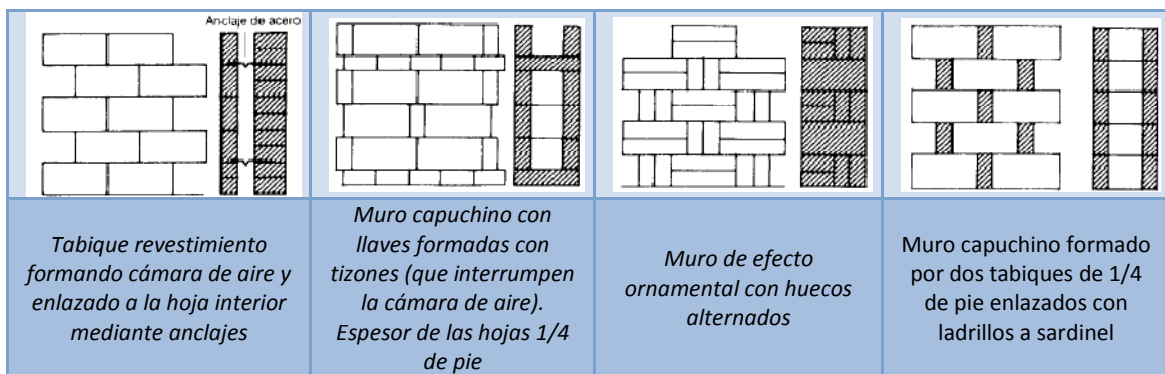 Anclaje de acero
Tabique revestimiento
formando cámara de aire y
enlazado a la hoja interior
mediante anclajes
Muro capuchino con
llaves formadas con
tizones (que interrumpen
la cámara de aire).
Espesor de las hojas 1/4
de pie
Muro de efecto
ornamental con huecos
alternados
Muro capuchino formado
por dos tabiques de 1/4
de pie enlazados con
ladrillos a sardinel